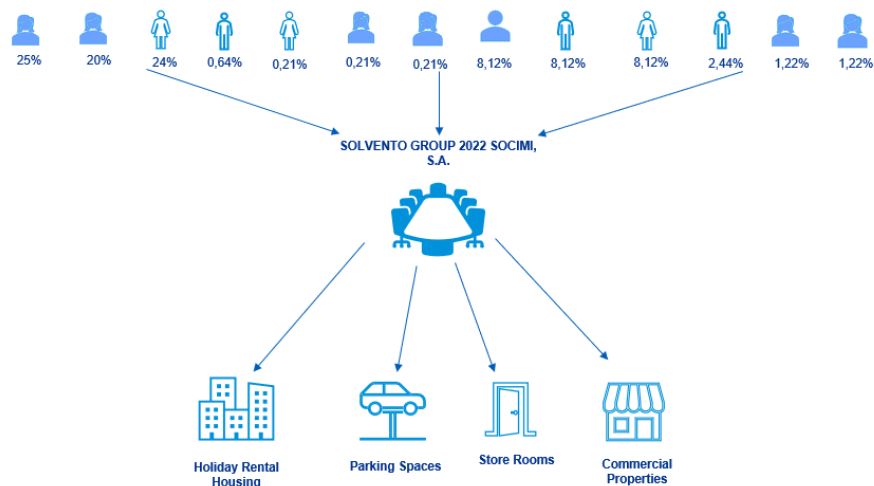 25% 20% 24% 0,64% 0,21% 0,21% 0,21% 8,12% 8,12% 8,12% 2,44% 1,22% 1,22%
SOLVENTO GROUP 2022 SOCIMI,
S.A.
Holiday Rental
Housing
Parking Spaces
Store Rooms
Commercial
Properties